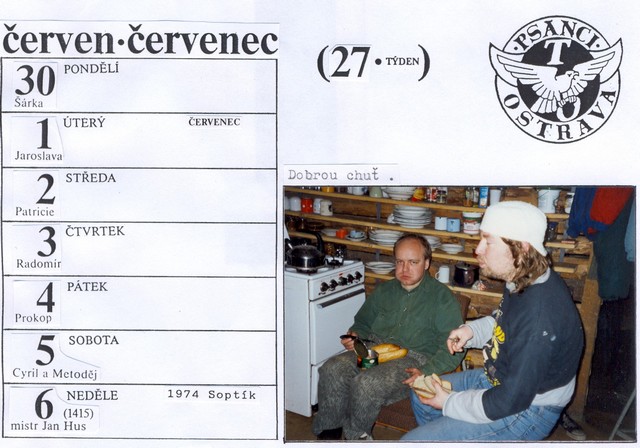 červen·červenec
30 PONDĚLÍ
Šárka
1 ÚTERÝ ČERVENEC
Jaroslava
2 STŘEDA
Patricie
3 ČTVRTEK
Radomír
4 PÁTEK
Prokop
5 SOBOTA
Cyril a Metoděj
6 NEDĚLE 1974 Soptík
(1415)
mistr Jan Hus
(27. TÝDEN)
·PSANCI·
T
O
OSTRAVA
Dobrou chuť .